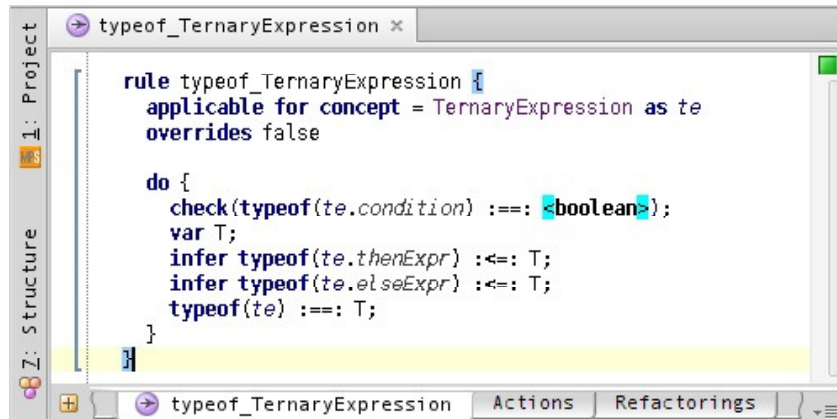 typeof_TernaryExpression ×
1: Project
MPS
Z: Structure
rule typeof_TernaryExpression {
applicable for concept = TernaryExpression as te
overrides false
do {
check(typeof(te.condition) :==: <boolean>);
var T;
infer typeof(te.thenExpr) :<=: T;
infer typeof(te.elseExpr) :<=: T;
typeof(te) :==: T;
}
}
typeof_TernaryExpression Actions Refactorings